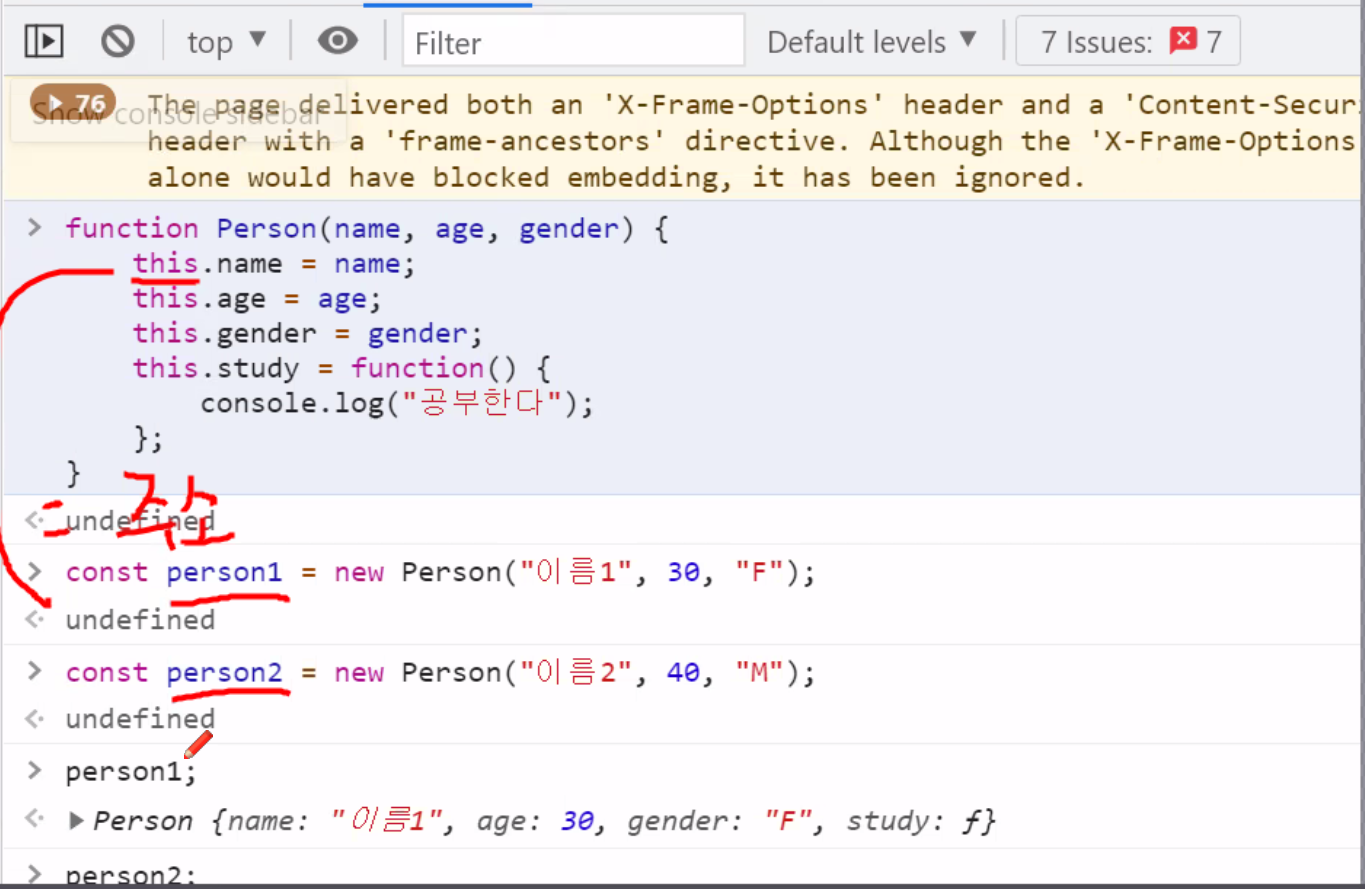 top ▼ Filter Default levels ▼ 7 Issues: 7
76 The page delivered both an 'X-Frame-Options' header and a 'Content-Secur
Show console sidebar
header with a 'frame-ancestors' directive. Although the 'X-Frame-Options
alone would have blocked embedding, it has been ignored.
> function Person(name, age, gender) {
this.name = name;
this.age = age;
this.gender = gender;
this.study = function() {
console.log("공부한다");
};
}
주소
undefined
> const person1 = new Person("이름1", 30, "F");
undefined
> const person2 = new Person("이름2", 40, "M");
undefined
> person1;
▶ Person {name: "이름1", age: 30, gender: "F", study: ƒ}
> person2;